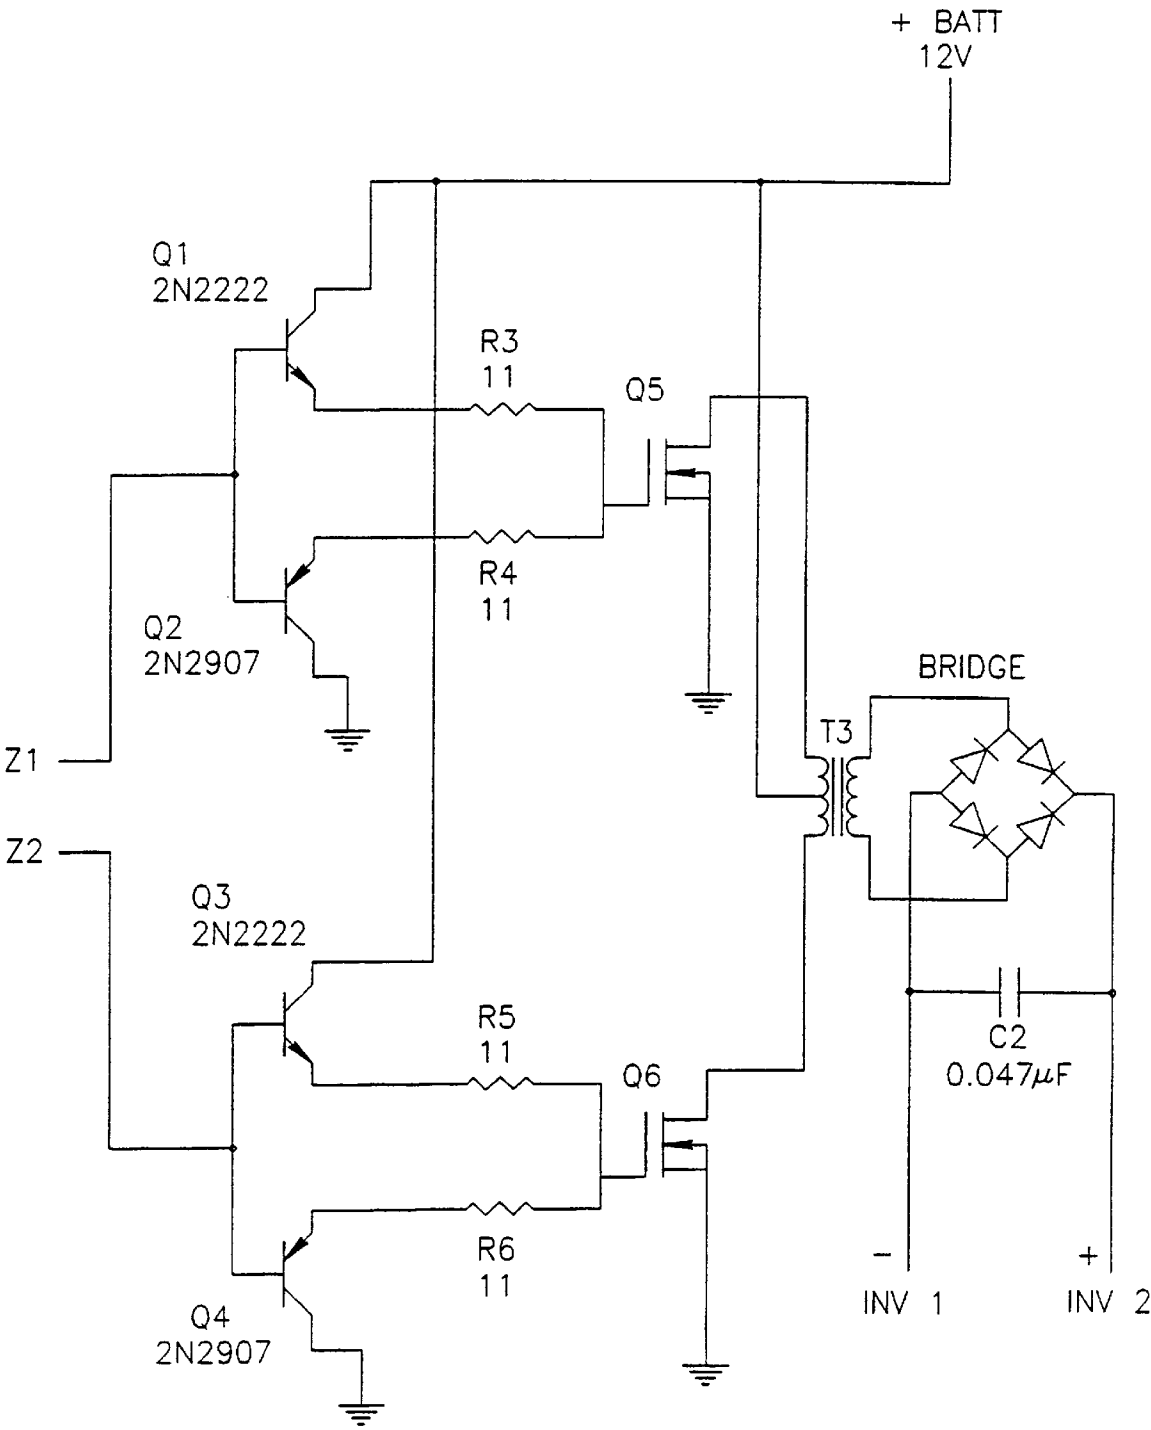 + BATT
12V
Q1
2N2222
R3
11
Q5
R4
11
Q2
2N2907
BRIDGE
T3
Z1
Z2
Q3
2N2222
R5
11
C2
0.047µF
Q6
R6
11
-
+
INV 1
INV 2
Q4
2N2907